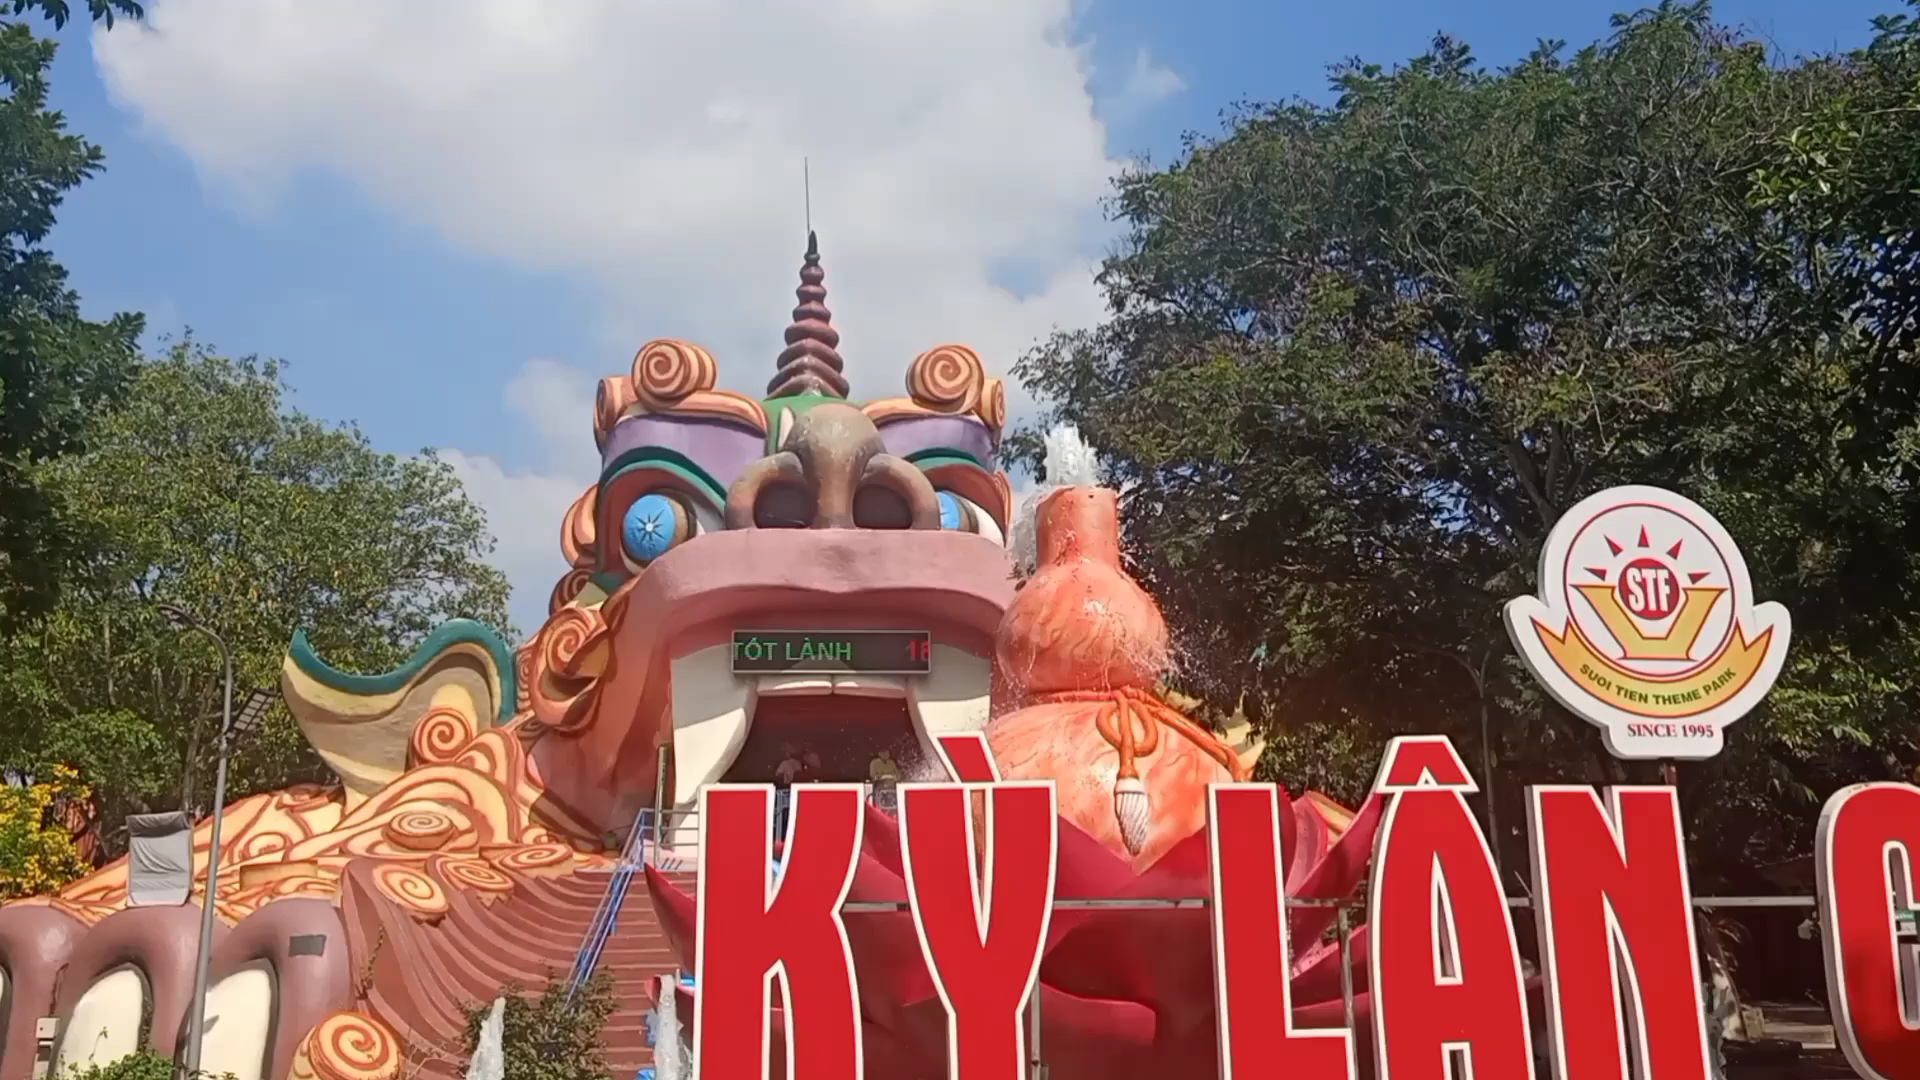 TỐT LÀNH
STF
SUOI TIEN THEME PARK
SINCE 1995
KỲ LÂN